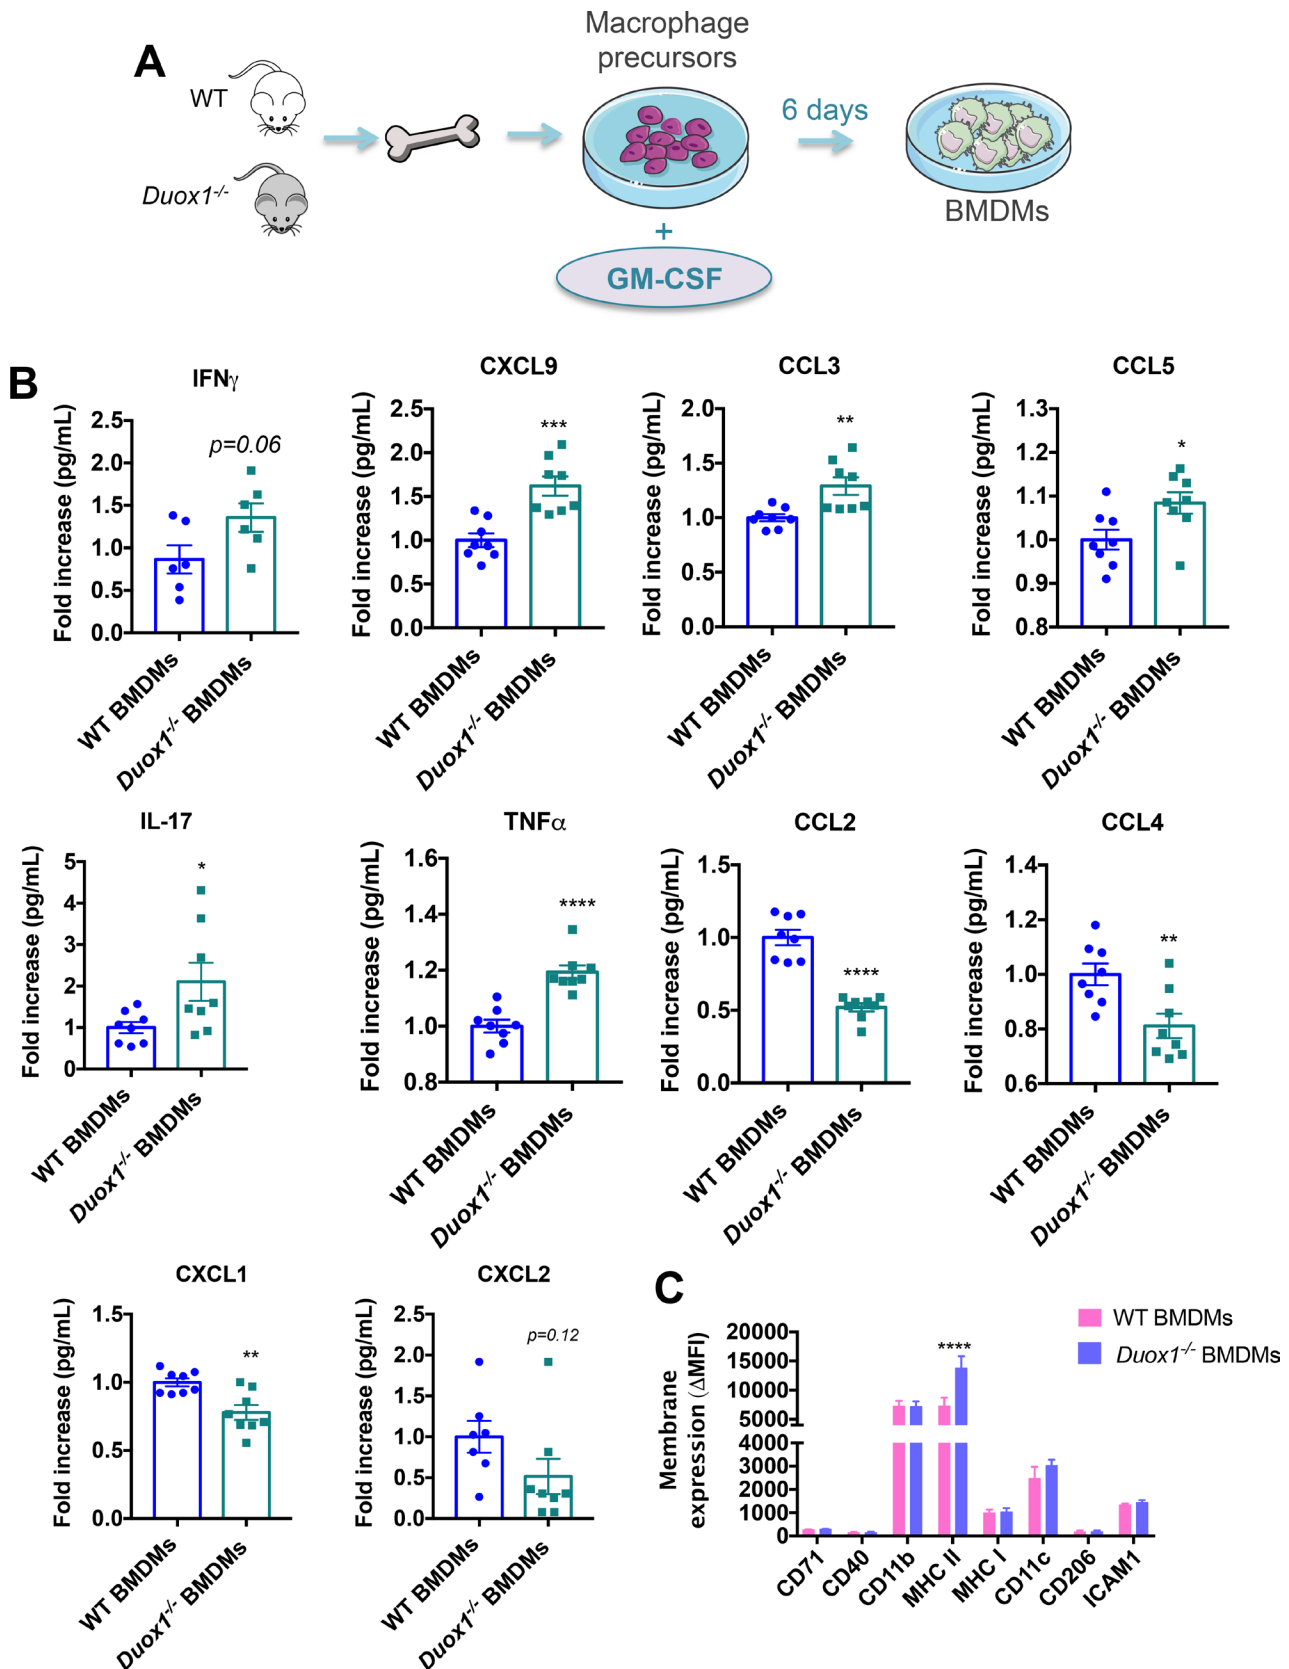 A
WT
Duox1-/-
Macrophage
precursors
6 days
+
GM-CSF
BMDMs
B
IFNγ
Fold increase (pg/mL)
2.5
2.0
1.5
1.0
0.5
0.0
p=0.06
WT BMDMs
Duox1-/- BMDMs
CXCL9
Fold increase (pg/mL)
2.5
2.0
1.5
1.0
0.5
0.0
***
WT BMDMs
Duox1-/- BMDMs
CCL3
Fold increase (pg/mL)
2.0
1.5
1.0
0.5
0.0
**
WT BMDMs
Duox1-/- BMDMs
CCL5
Fold increase (pg/mL)
1.3
1.2
1.1
1.0
0.9
0.8
*
WT BMDMs
Duox1-/- BMDMs
IL-17
Fold increase (pg/mL)
5
4
3
2
1
0
*
WT BMDMs
Duox1-/- BMDMs
TNFα
Fold increase (pg/mL)
1.6
1.4
1.2
1.0
0.8
****
WT BMDMs
Duox1-/- BMDMs
CCL2
Fold increase (pg/mL)
1.5
1.0
0.5
0.0
****
WT BMDMs
Duox1-/- BMDMs
CCL4
Fold increase (pg/mL)
1.4
1.2
1.0
0.8
0.6
**
WT BMDMs
Duox1-/- BMDMs
CXCL1
Fold increase (pg/mL)
1.5
1.0
0.5
0.0
**
WT BMDMs
Duox1-/- BMDMs
CXCL2
Fold increase (pg/mL)
2.5
2.0
1.5
1.0
0.5
0.0
p=0.12
WT BMDMs
Duox1-/- BMDMs
C
Membrane
expression (ΔMFI)
20000
15000
10000
5000
4000
3000
2000
1000
0
****
WT BMDMs
Duox1-/- BMDMs
CD71
CD40
CD11b
MHC II
MHC I
CD11c
CD206
ICAM1